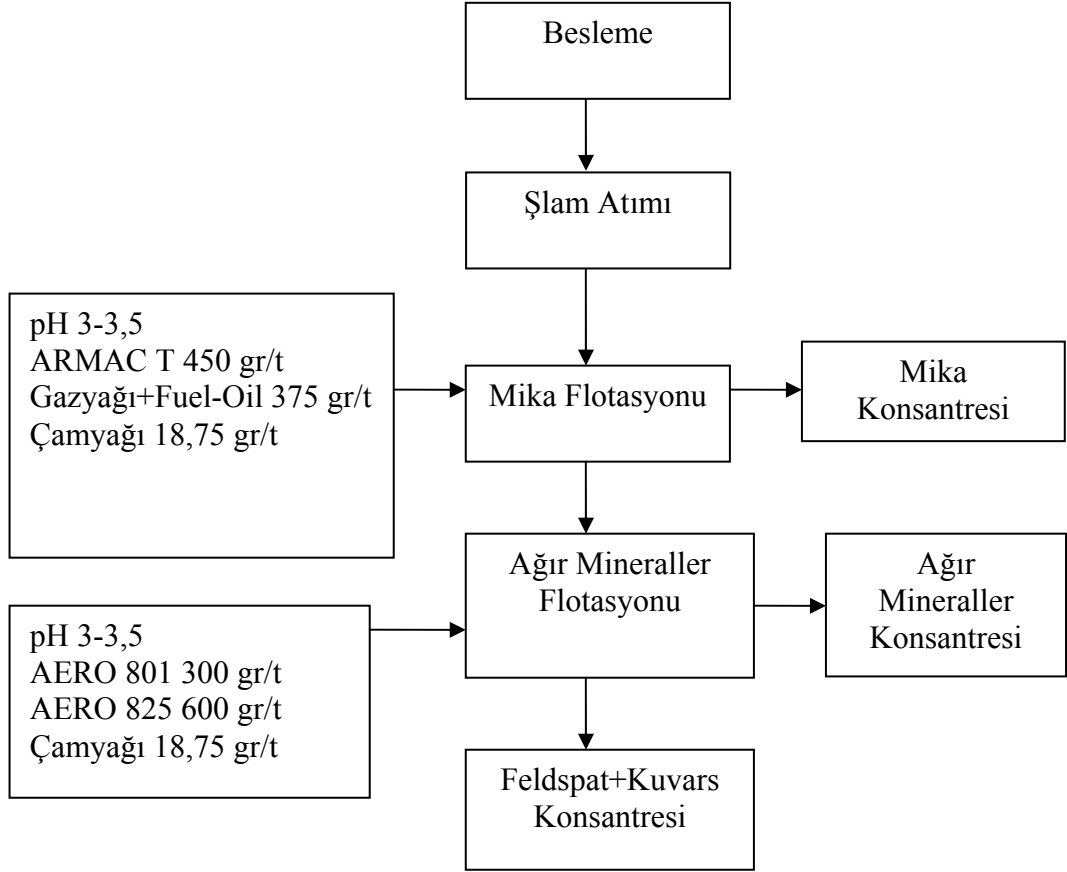 Besleme
Şlam Atımı
pH 3-3,5
ARMAC T 450 gr/t
Gazyağı+Fuel-Oil 375 gr/t
Çamyağı 18,75 gr/t
Mika Flotasyonu
Mika
Konsantresi
Ağır Mineraller
Flotasyonu
Ağır
Mineraller
Konsantresi
pH 3-3,5
AERO 801 300 gr/t
AERO 825 600 gr/t
Çamyağı 18,75 gr/t
Feldspat+Kuvars
Konsantresi